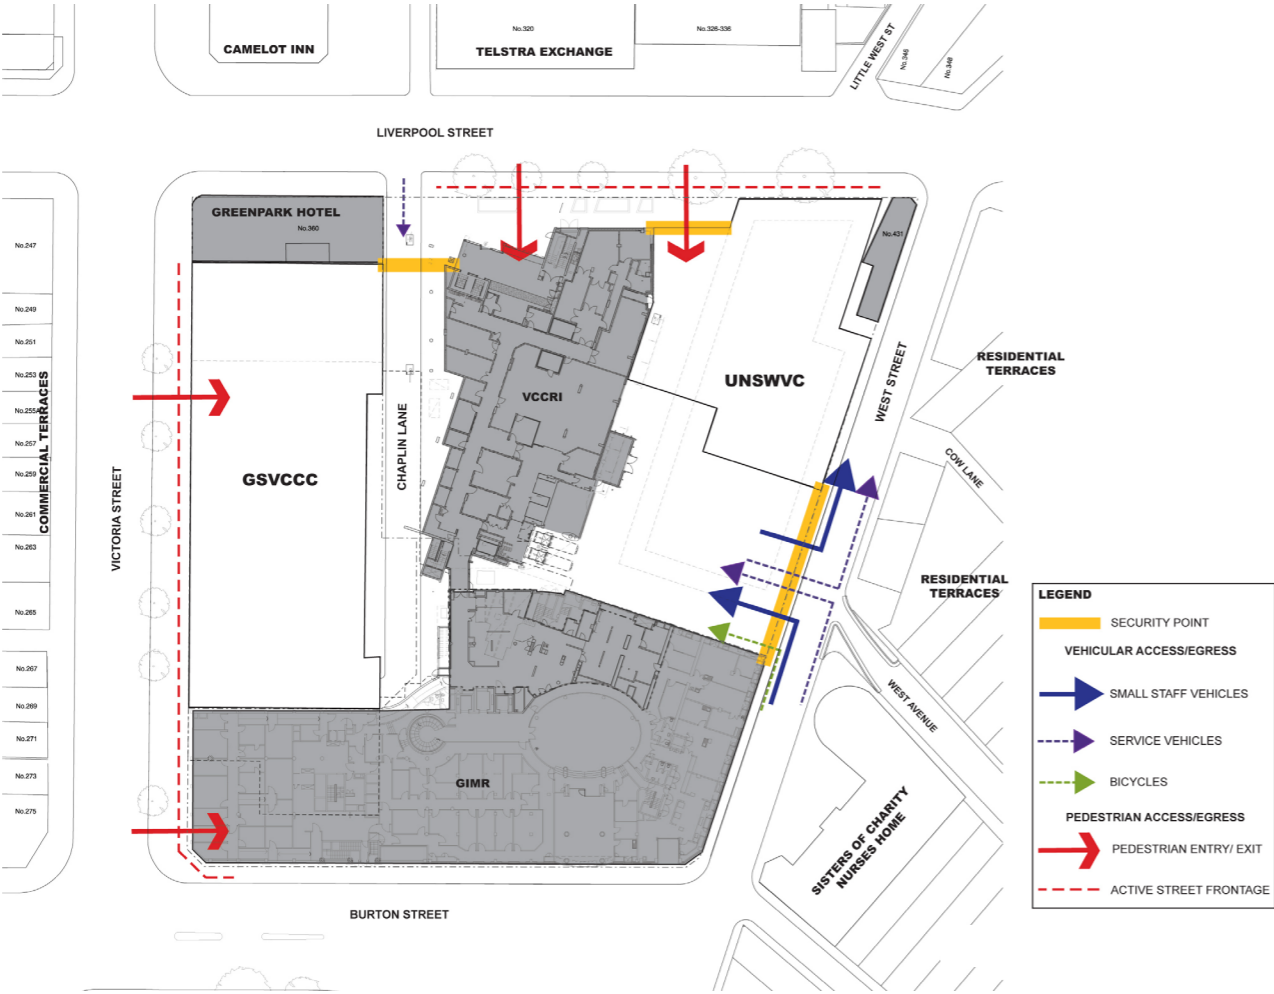 No.320
No.326-336
CAMELOT INN
TELSTRA EXCHANGE
LITTLE WEST ST
No.346
No.348
LIVERPOOL STREET
GREENPARK HOTEL
No.360
No.431
No.247
No.249
No.251
No.253
No.255A
No.257
No.259
No.261
No.263
No.265
No.267
No.269
No.271
No.273
No.275
COMMERCIAL TERRACES
VICTORIA STREET
GSVCCC
CHAPLIN LANE
VCCRI
UNSWVC
WEST STREET
RESIDENTIAL
TERRACES
COW LANE
RESIDENTIAL
TERRACES
WEST AVENUE
GIMR
SISTERS OF CHARITY
NURSES HOME
BURTON STREET
LEGEND
SECURITY POINT
VEHICULAR ACCESS/EGRESS
SMALL STAFF VEHICLES
SERVICE VEHICLES
BICYCLES
PEDESTRIAN ACCESS/EGRESS
PEDESTRIAN ENTRY/ EXIT
ACTIVE STREET FRONTAGE